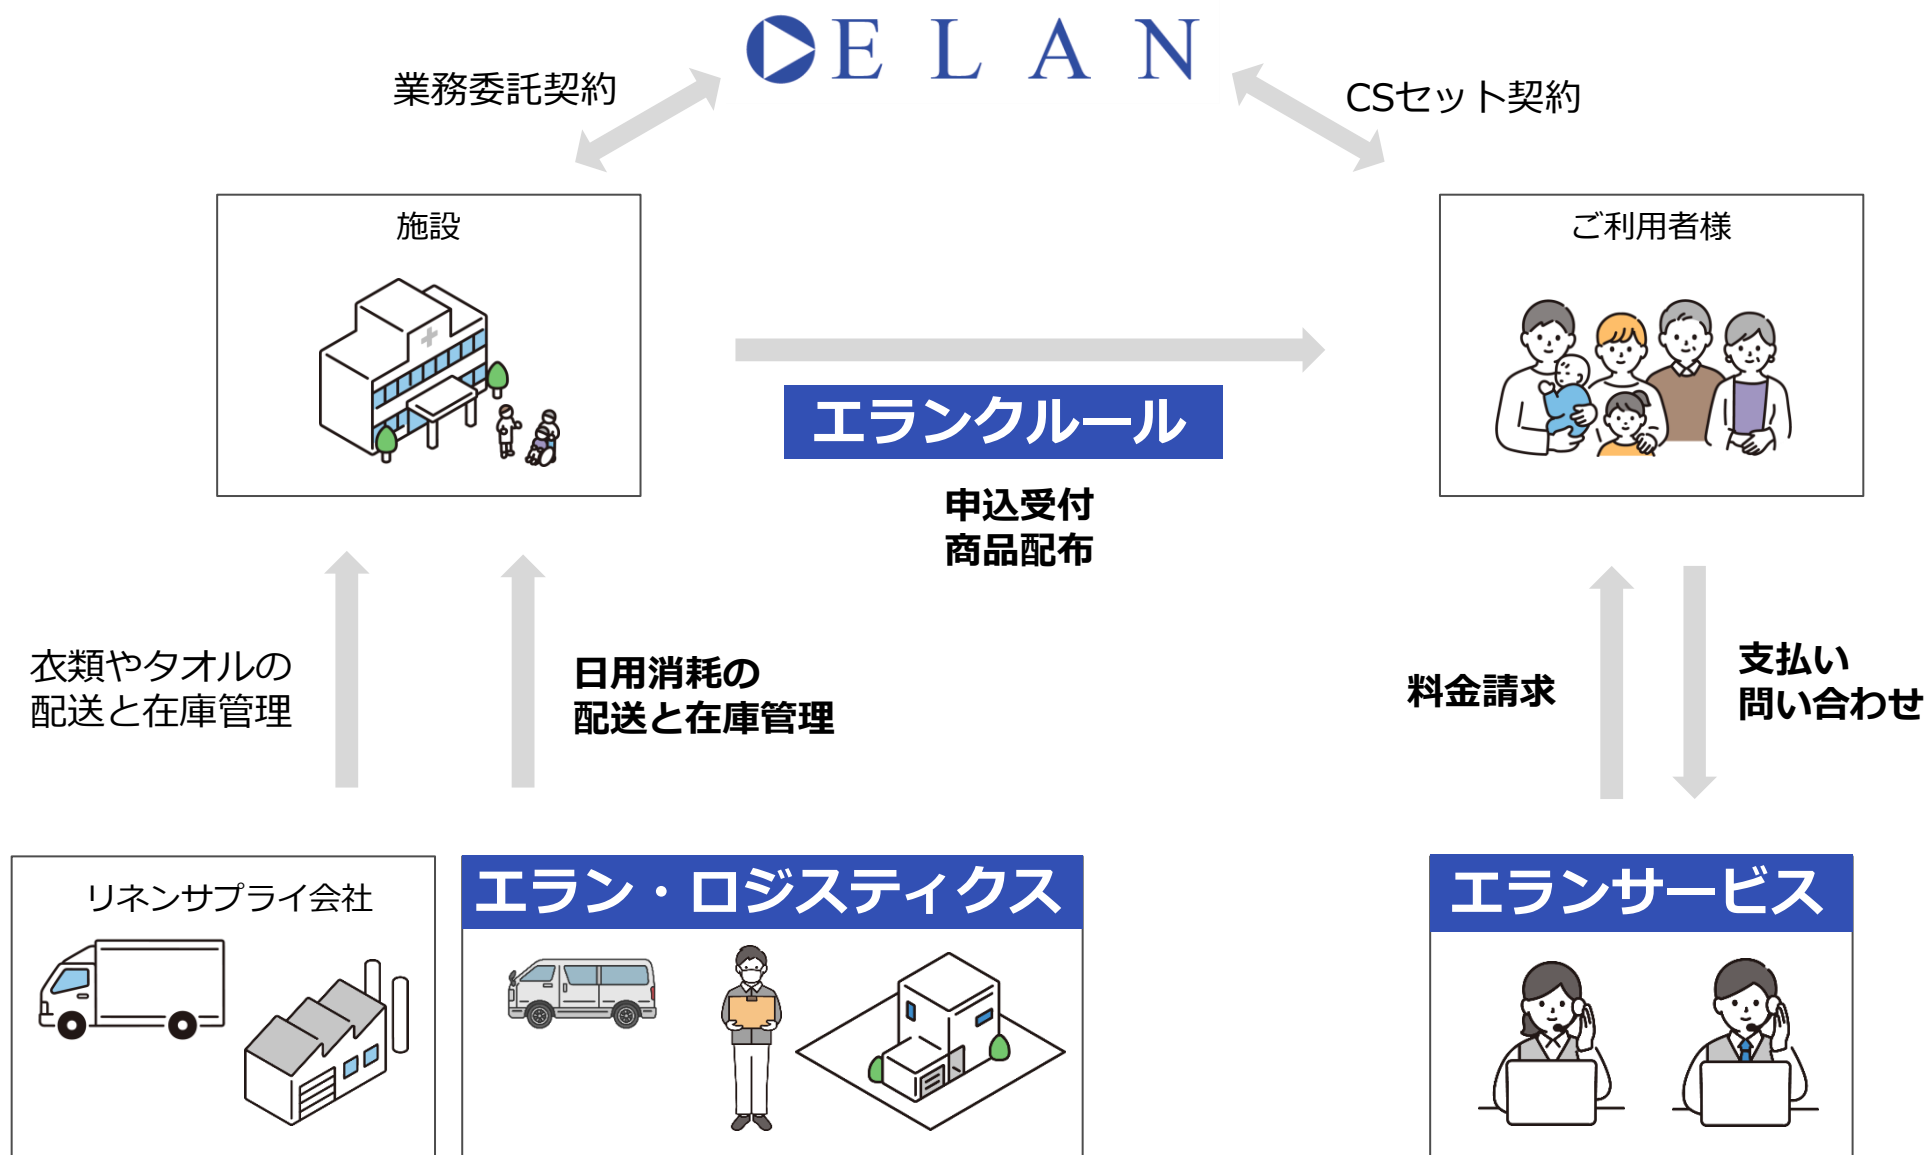 ELAN
業務委託契約
CSセット契約
施設
ご利用者様
エランクルール
申込受付
商品配布
衣類やタオルの
配送と在庫管理
日用消耗の
配送と在庫管理
料金請求
支払い
問い合わせ
リネンサプライ会社
エラン・ロジスティクス
エランサービス